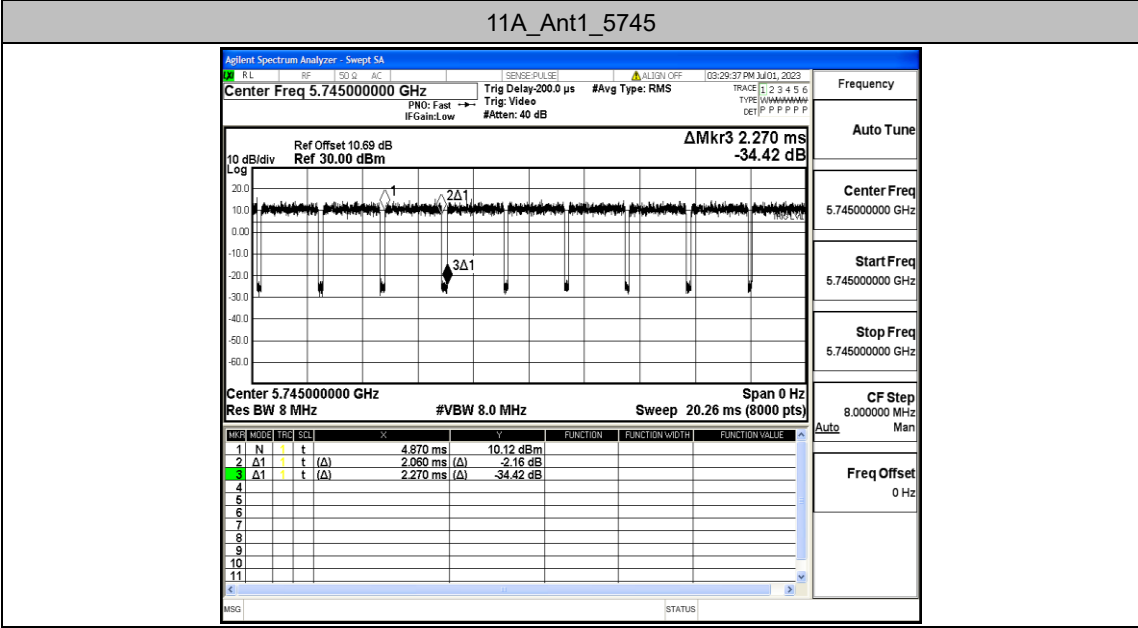 11A_Ant1_5745
Agilent Spectrum Analyzer - Swept SA
RL RF 50 Ω AC SENSE:PULSE ALIGN OFF 03:29:37 PM Jul 01, 2023
Center Freq 5.745000000 GHz
PNO: Fast
IFGain:Low
Trig Delay-200.0 µs
Trig: Video
#Atten: 40 dB
#Avg Type: RMS
TRACE 1 2 3 4 5 6
TYPE
DET P P P P P P
ΔMkr3 2.270 ms
-34.42 dB
Ref Offset 10.69 dB
10 dB/div Ref 30.00 dBm
Log
20.0
10.0
0.00
-10.0
-20.0
-30.0
-40.0
-50.0
-60.0
1
2Δ1
3Δ1
Center 5.745000000 GHz Span 0 Hz
Res BW 8 MHz #VBW 8.0 MHz Sweep 20.26 ms (8000 pts)
MKR MODE TRC SCL X Y FUNCTION FUNCTION WIDTH FUNCTION VALUE
1 N 1 t 4.870 ms 10.12 dBm
2 Δ1 1 t (Δ) 2.060 ms (Δ) -2.16 dB
3 Δ1 1 t (Δ) 2.270 ms (Δ) -34.42 dB
4
5
6
7
8
9
10
11
MSG STATUS
Frequency
Auto Tune
Center Freq
5.745000000 GHz
Start Freq
5.745000000 GHz
Stop Freq
5.745000000 GHz
CF Step
8.000000 MHz
Auto Man
Freq Offset
0 Hz